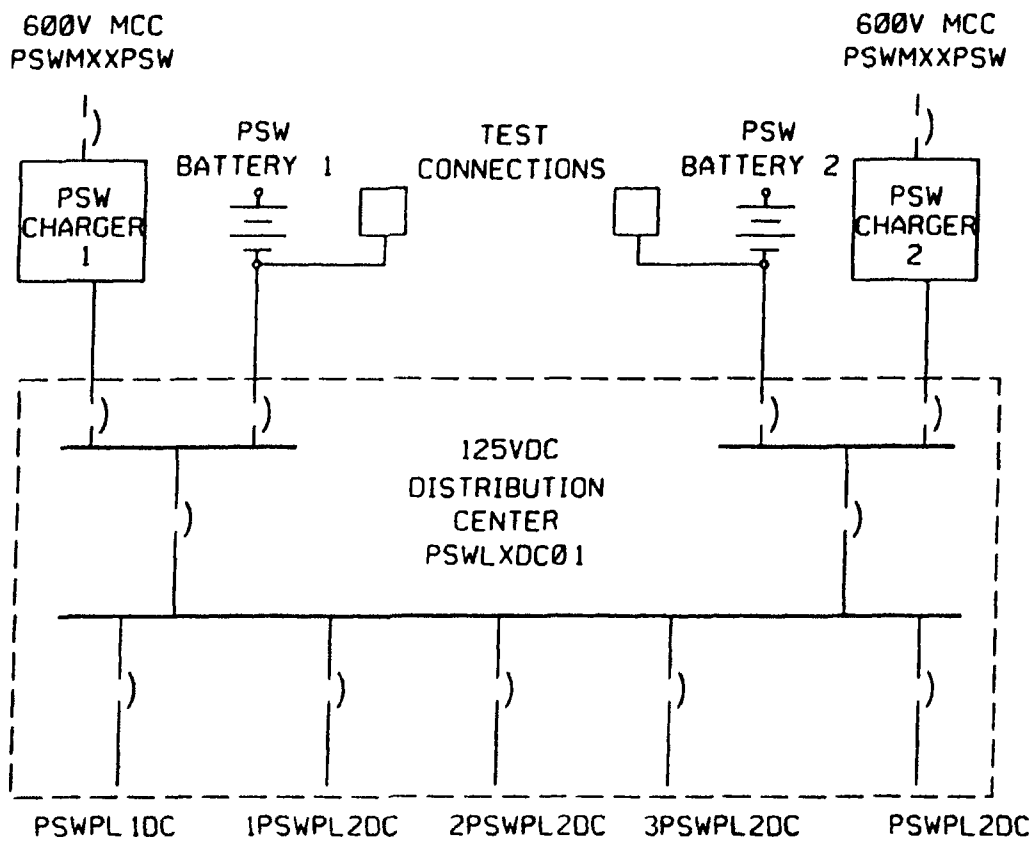 600V MCC
PSWMXXPSW
600V MCC
PSWMXXPSW
PSW
BATTERY 1
TEST
CONNECTIONS
PSW
BATTERY 2
PSW
CHARGER
1
PSW
CHARGER
2
125VDC
DISTRIBUTION
CENTER
PSWLXDC01
PSWPL1DC
1PSWPL2DC
2PSWPL2DC
3PSWPL2DC
PSWPL2DC